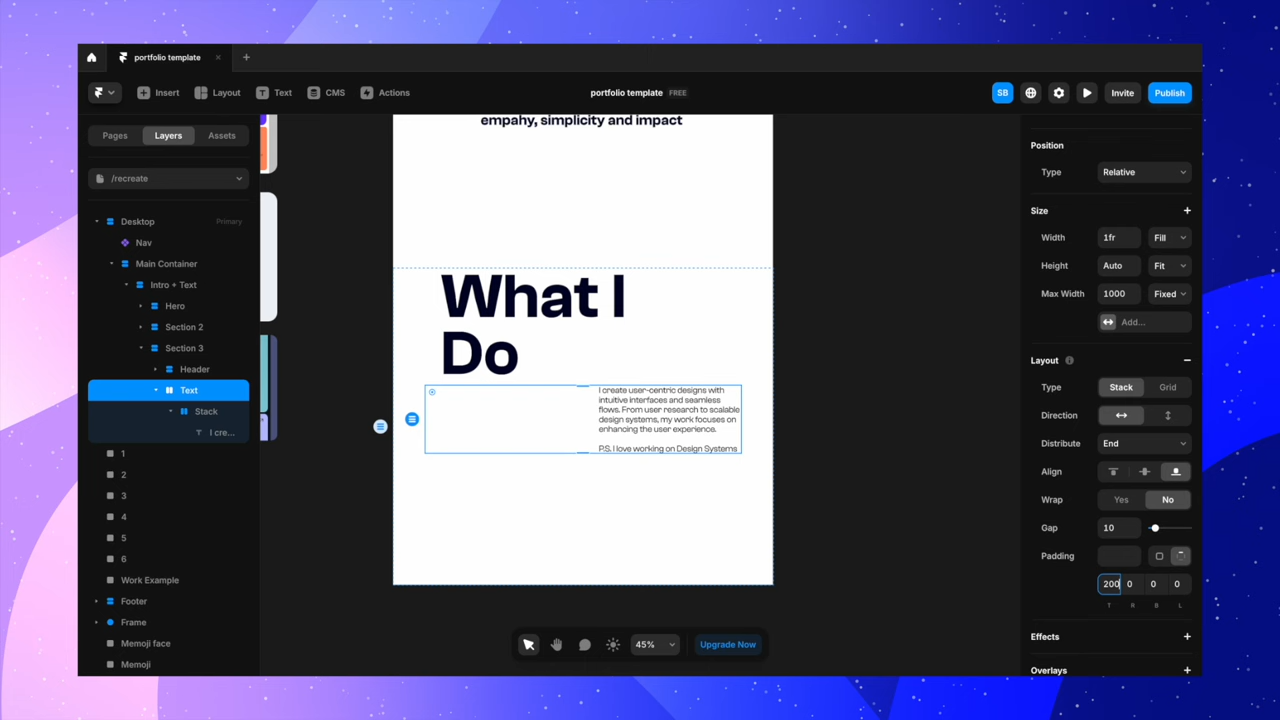 portfolio template
Insert
Layout
Text
CMS
Actions
portfolio template FREE
SB
Invite
Publish
Pages
Layers
Assets
/recreate
Desktop
Primary
Nav
Main Container
Intro + Text
Hero
Section 2
Section 3
Header
Text
Stack
I cre...
1
2
3
4
5
6
Work Example
Footer
Frame
Memoji face
Memoji
empahy, simplicity and impact
What I
Do
I create user-centric designs with
intuitive interfaces and seamless
flows. From user research to scalable
design systems, my work focuses on
enhancing the user experience.
P.S. I love working on Design Systems
45%
Upgrade Now
Position
Type
Relative
Size
Width
1fr
Fill
Height
Auto
Fit
Max Width
1000
Fixed
Add...
Layout
Type
Stack
Grid
Direction
Distribute
End
Align
Wrap
Yes
No
Gap
10
Padding
200
0
0
0
T
R
B
L
Effects
Overlays